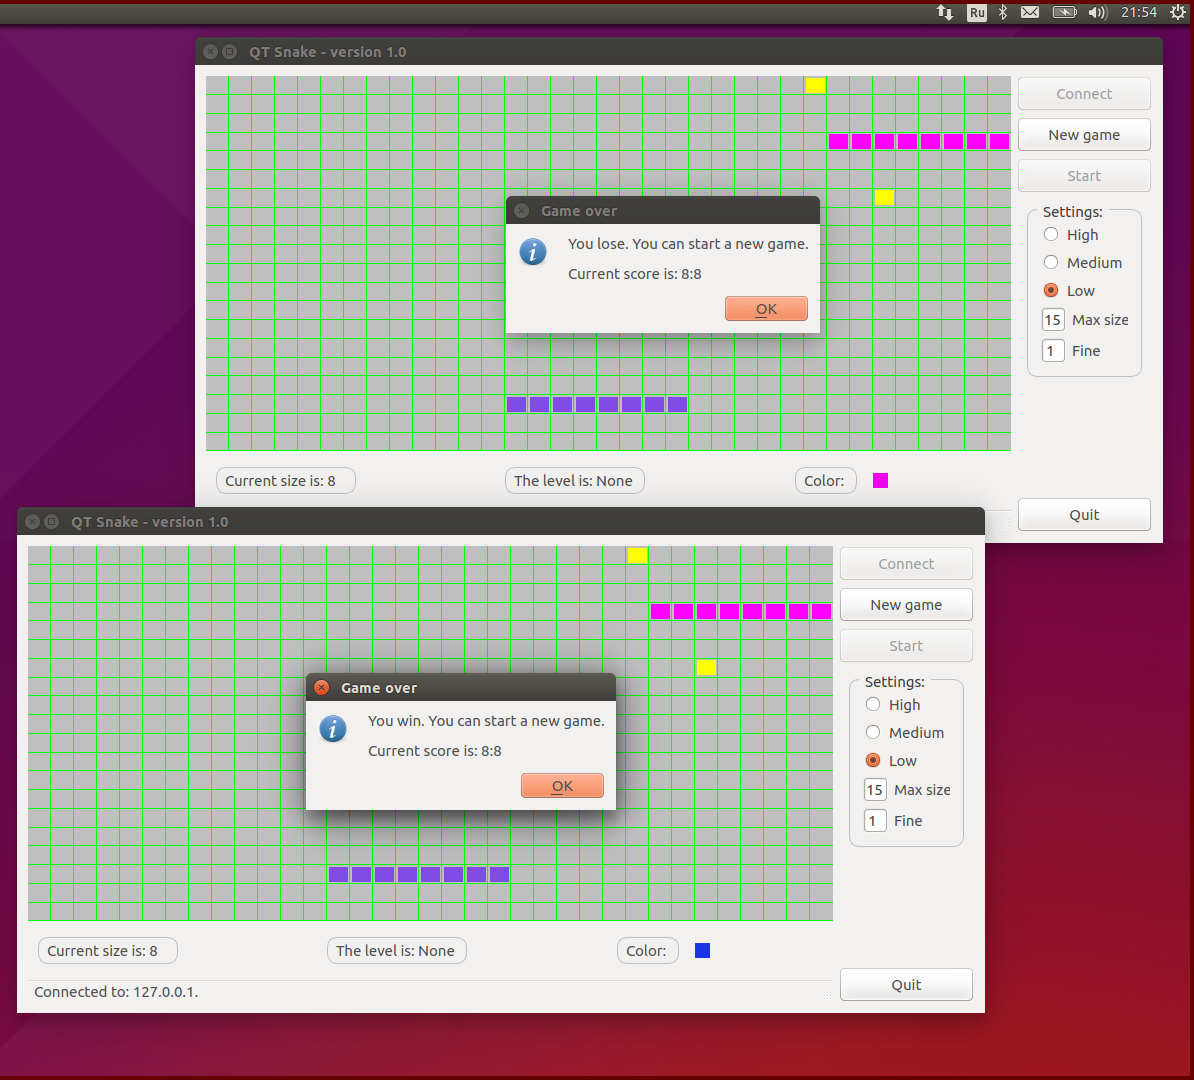 Ru 21:54
QT Snake - version 1.0
Connect
New game
Start
Settings:
High
Medium
Low
15 Max size
1 Fine
Game over
You lose. You can start a new game.
Current score is: 8:8
OK
Current size is: 8 The level is: None Color:
Quit
QT Snake - version 1.0
Connect
New game
Start
Settings:
High
Medium
Low
15 Max size
1 Fine
Game over
You win. You can start a new game.
Current score is: 8:8
OK
Current size is: 8 The level is: None Color:
Connected to: 127.0.0.1.
Quit